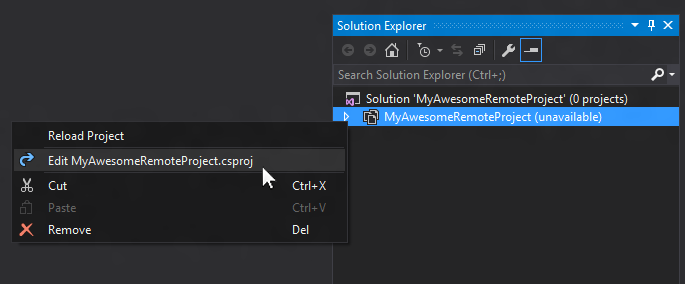 Solution Explorer
Search Solution Explorer (Ctrl+;)
Solution 'MyAwesomeRemoteProject' (0 projects)
MyAwesomeRemoteProject (unavailable)
Reload Project
Edit MyAwesomeRemoteProject.csproj
Cut Ctrl+X
Paste Ctrl+V
Remove Del